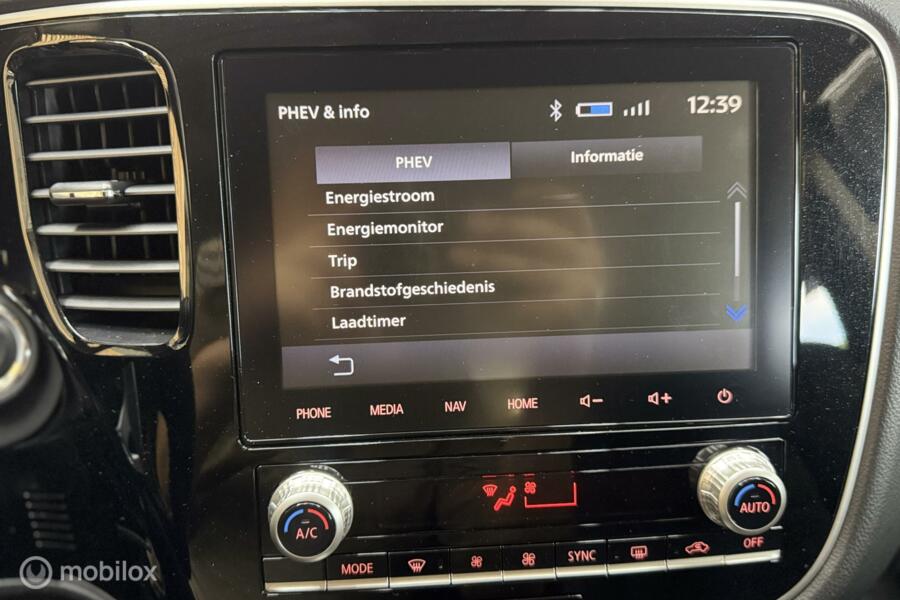 PHEV & info 12:39
PHEV Informatie
Energiestroom
Energiemonitor
Trip
Brandstofgeschiedenis
Laadtimer
PHONE MEDIA NAV HOME
A/C AUTO
MODE SYNC OFF
mobilox